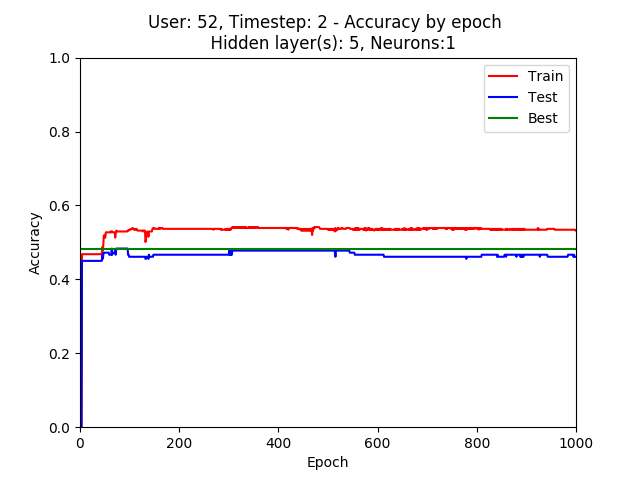 User: 52, Timestep: 2 - Accuracy by epoch
Hidden layer(s): 5, Neurons:1
1.0
0.8
0.6
0.4
0.2
0.0
Accuracy
Train
Test
Best
0 200 400 600 800 1000
Epoch